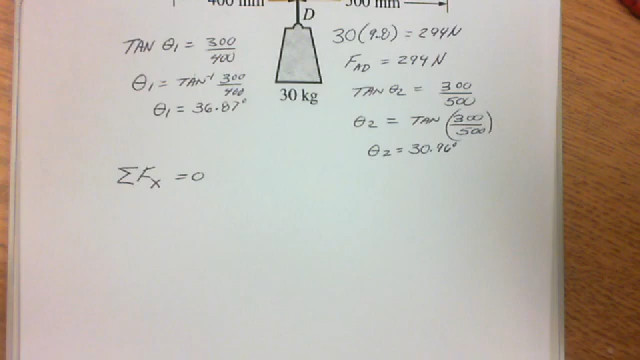 400 mm
D
500 mm
TAN θ1 = 300/400
30(9.8) = 294N
θ1 = TAN⁻¹ 300/400
FAD = 294 N
θ1 = 36.87°
30 kg
TAN θ2 = 300/500
θ2 = TAN (300/500)
θ2 = 30.96°
ΣFx = 0